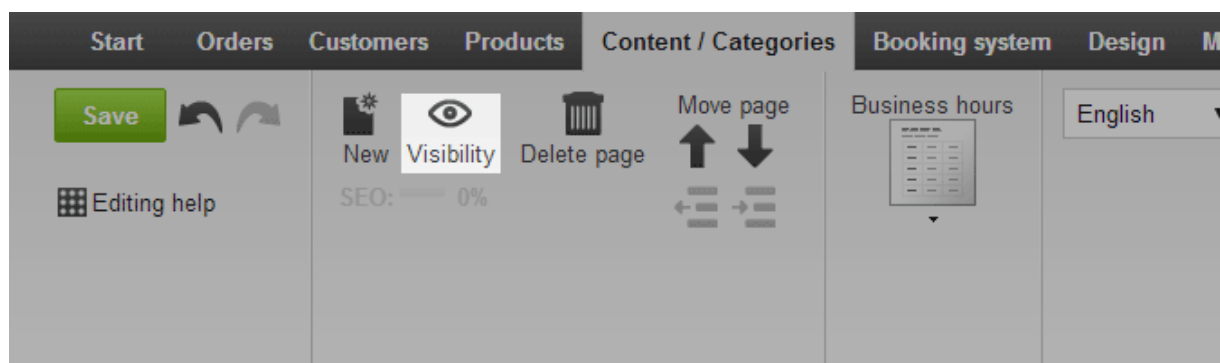 Start Orders Customers Products Content / Categories Booking system Design M
Save
New Visibility Delete page
Move page
Business hours
English
Editing help
SEO: 0%